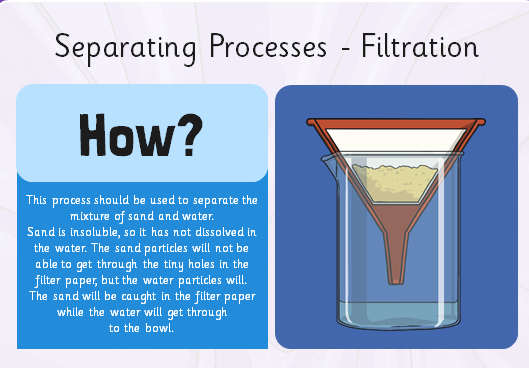 Separating Processes - Filtration
How?
This process should be used to separate the
mixture of sand and water.
Sand is insoluble, so it has not dissolved in
the water. The sand particles will not be
able to get through the tiny holes in the
filter paper, but the water particles will.
The sand will be caught in the filter paper
while the water will get through
to the bowl.